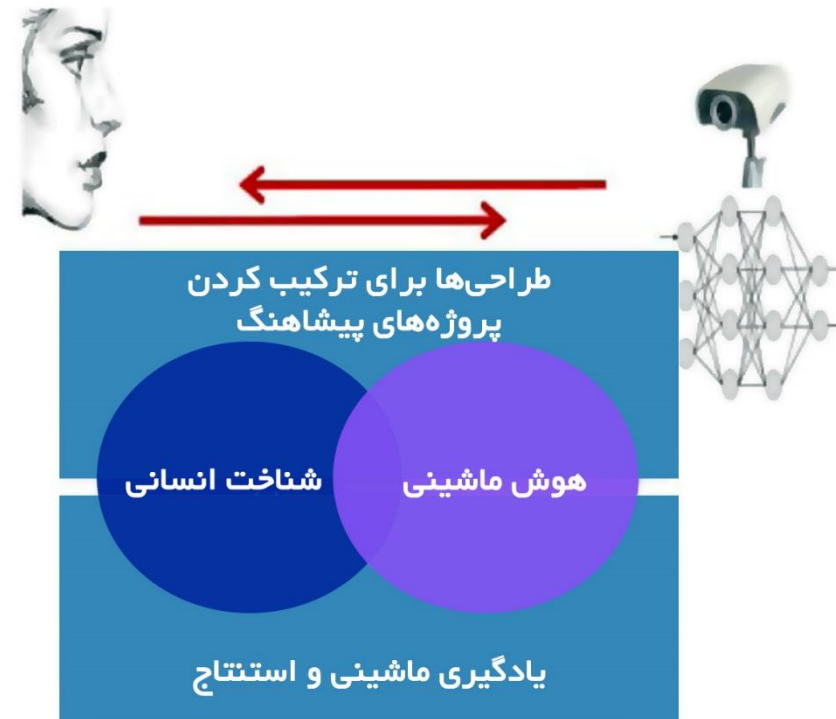 طراحی‌ها برای ترکیب کردن
پروژه‌های پیشاهنگ
هوش ماشینی
شناخت انسانی
یادگیری ماشینی و استنتاج